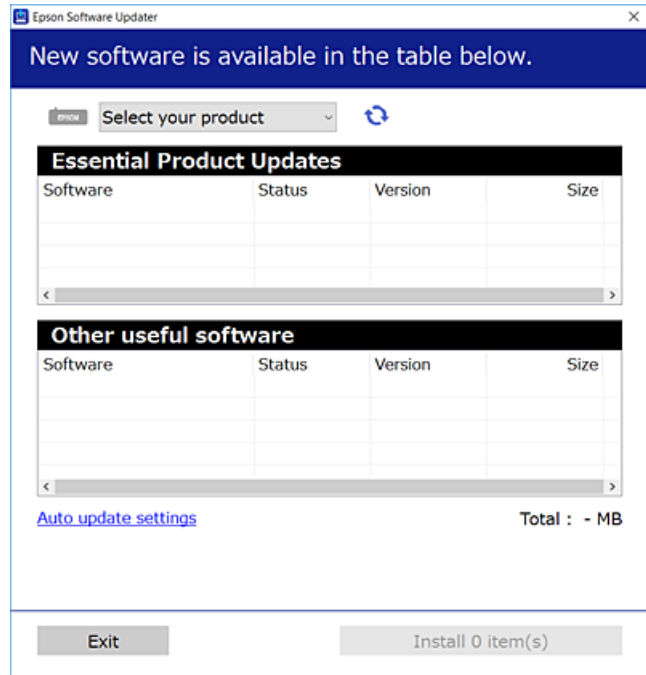 Epson Software Updater
New software is available in the table below.
EPSON Select your product
Essential Product Updates
Software Status Version Size
Other useful software
Software Status Version Size
Auto update settings Total : - MB
Exit Install 0 item(s)